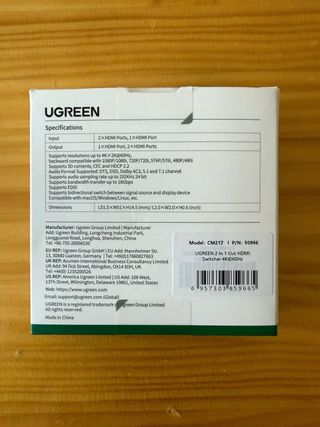 UGREEN
Specifications
Input 2×HDMI Ports, 1×HDMI Port
Output 1×HDMI Port, 2×HDMI Ports
Supports resolutions up to 4K×2K@60Hz,
backward compatible with 1080P/1080i, 720P/720i, 576P/576i, 480P/480i
Supports 3D contents, CEC and HDCP 2.2
Audio Format Supported: DTS, DSD, Dolby AC3, 5.1 and 7.1 channel
Supports audio sampling rate up to 192KHz 24 bit
Supports bandwidth transfer up to 18Gbps
Supports EDID
Supports bidirectional switch between signal source and display device
Compatible with macOS/Windows/Linux, etc.
Dimensions L51.5×W51×H14.5(mm) / L2.0×W2.0×H0.6 (inch)
Manufacturer: Ugreen Group Limited | Manufacturer
Add: Ugreen Building, Longcheng Industrial Park,
Longguanxi Road, Longhua, Shenzhen, China
Tel: +86-755-28066530
EU REP: Ugreen Group GmbH | EU Add: Mannheimer Str.
13, 30880 Laatzen, Germany | Tel: +49(0)17660827663
UK REP: Acumen International Business Consultancy Limited
UK Add: 94 Ock Street, Abingdon, OX14 5DH, UK
Tel: +44(0) 1235200526
US REP: America Ugreen Limited | US Add: 108 West,
13th Street, Wilmington, Delaware 19801, United States
Web: https://www.ugreen.com
Email: support@ugreen.com (Global)
UGREEN is a registered trademark of Ugreen Group Limited.
All rights reserved.
Made in China
Model: CM217 | P/N: 50966
UGREEN 2 In 1 Out HDMI
Switcher 4K@60Hz
6 957303 859665